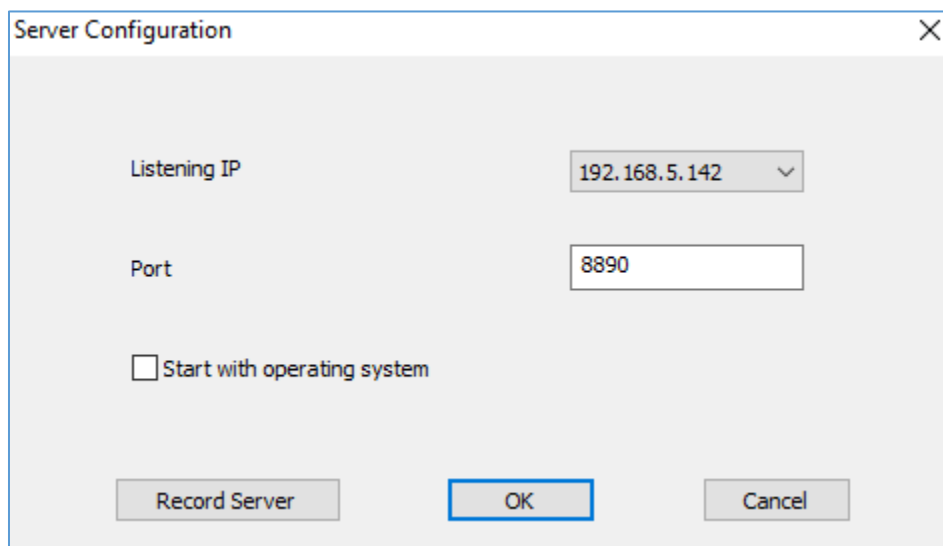 Server Configuration
Listening IP
192.168.5.142
Port
8890
Start with operating system
Record Server
OK
Cancel